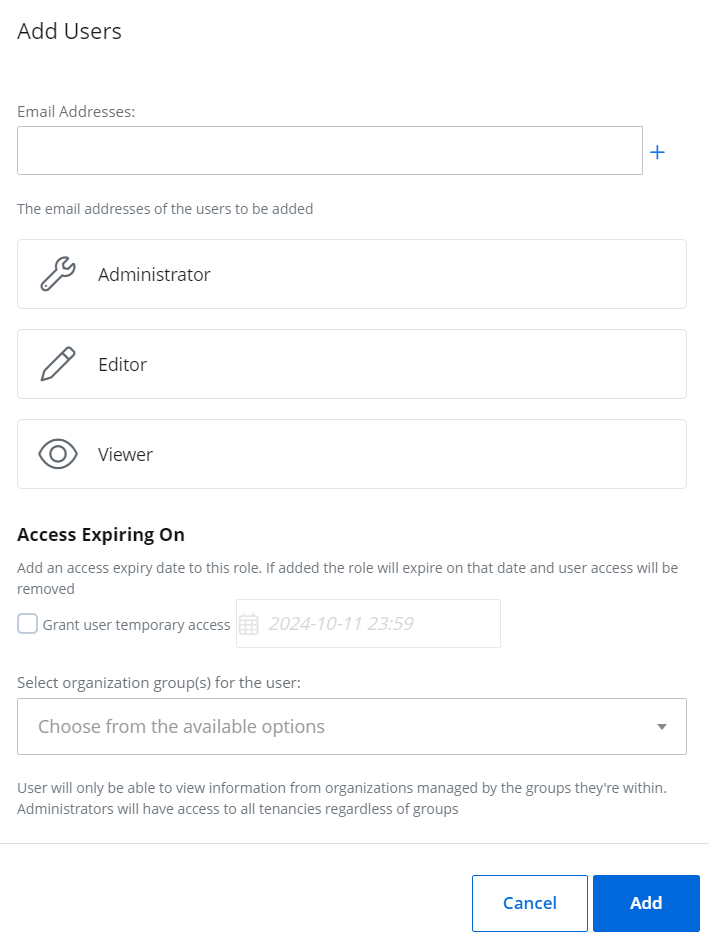 Add Users
Email Addresses:
+
The email addresses of the users to be added
Administrator
Editor
Viewer
Access Expiring On
Add an access expiry date to this role. If added the role will expire on that date and user access will be
removed
Grant user temporary access 2024-10-11 23:59
Select organization group(s) for the user:
Choose from the available options
User will only be able to view information from organizations managed by the groups they're within.
Administrators will have access to all tenancies regardless of groups
Cancel Add